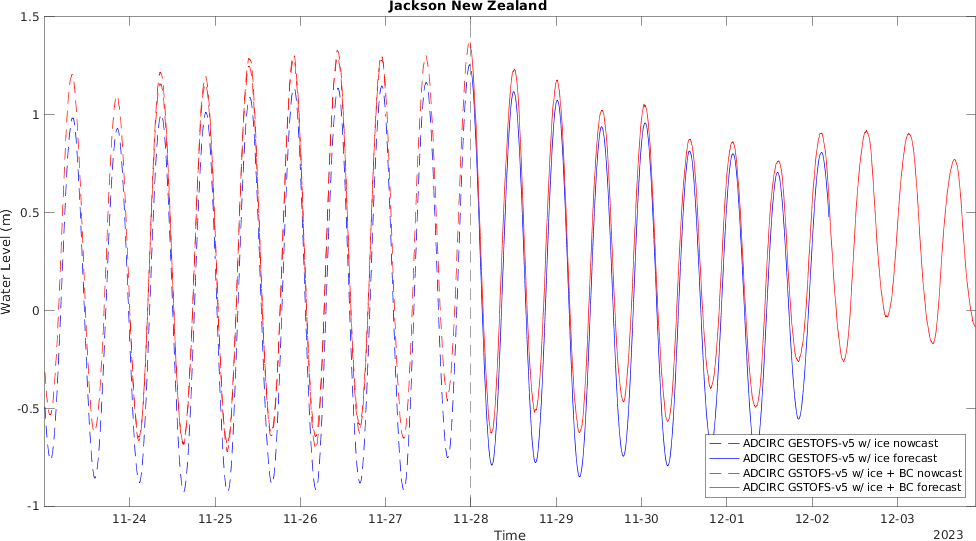 Jackson New Zealand
1.5
1
0.5
0
-0.5
-1
Water Level (m)
11-24 11-25 11-26 11-27 11-28 11-29 11-30 12-01 12-02 12-03
Time
2023
ADCIRC GESTOFS-v5 w/ ice nowcast
ADCIRC GESTOFS-v5 w/ ice forecast
ADCIRC GSTOFS-v5 w/ ice + BC nowcast
ADCIRC GSTOFS-v5 w/ ice + BC forecast